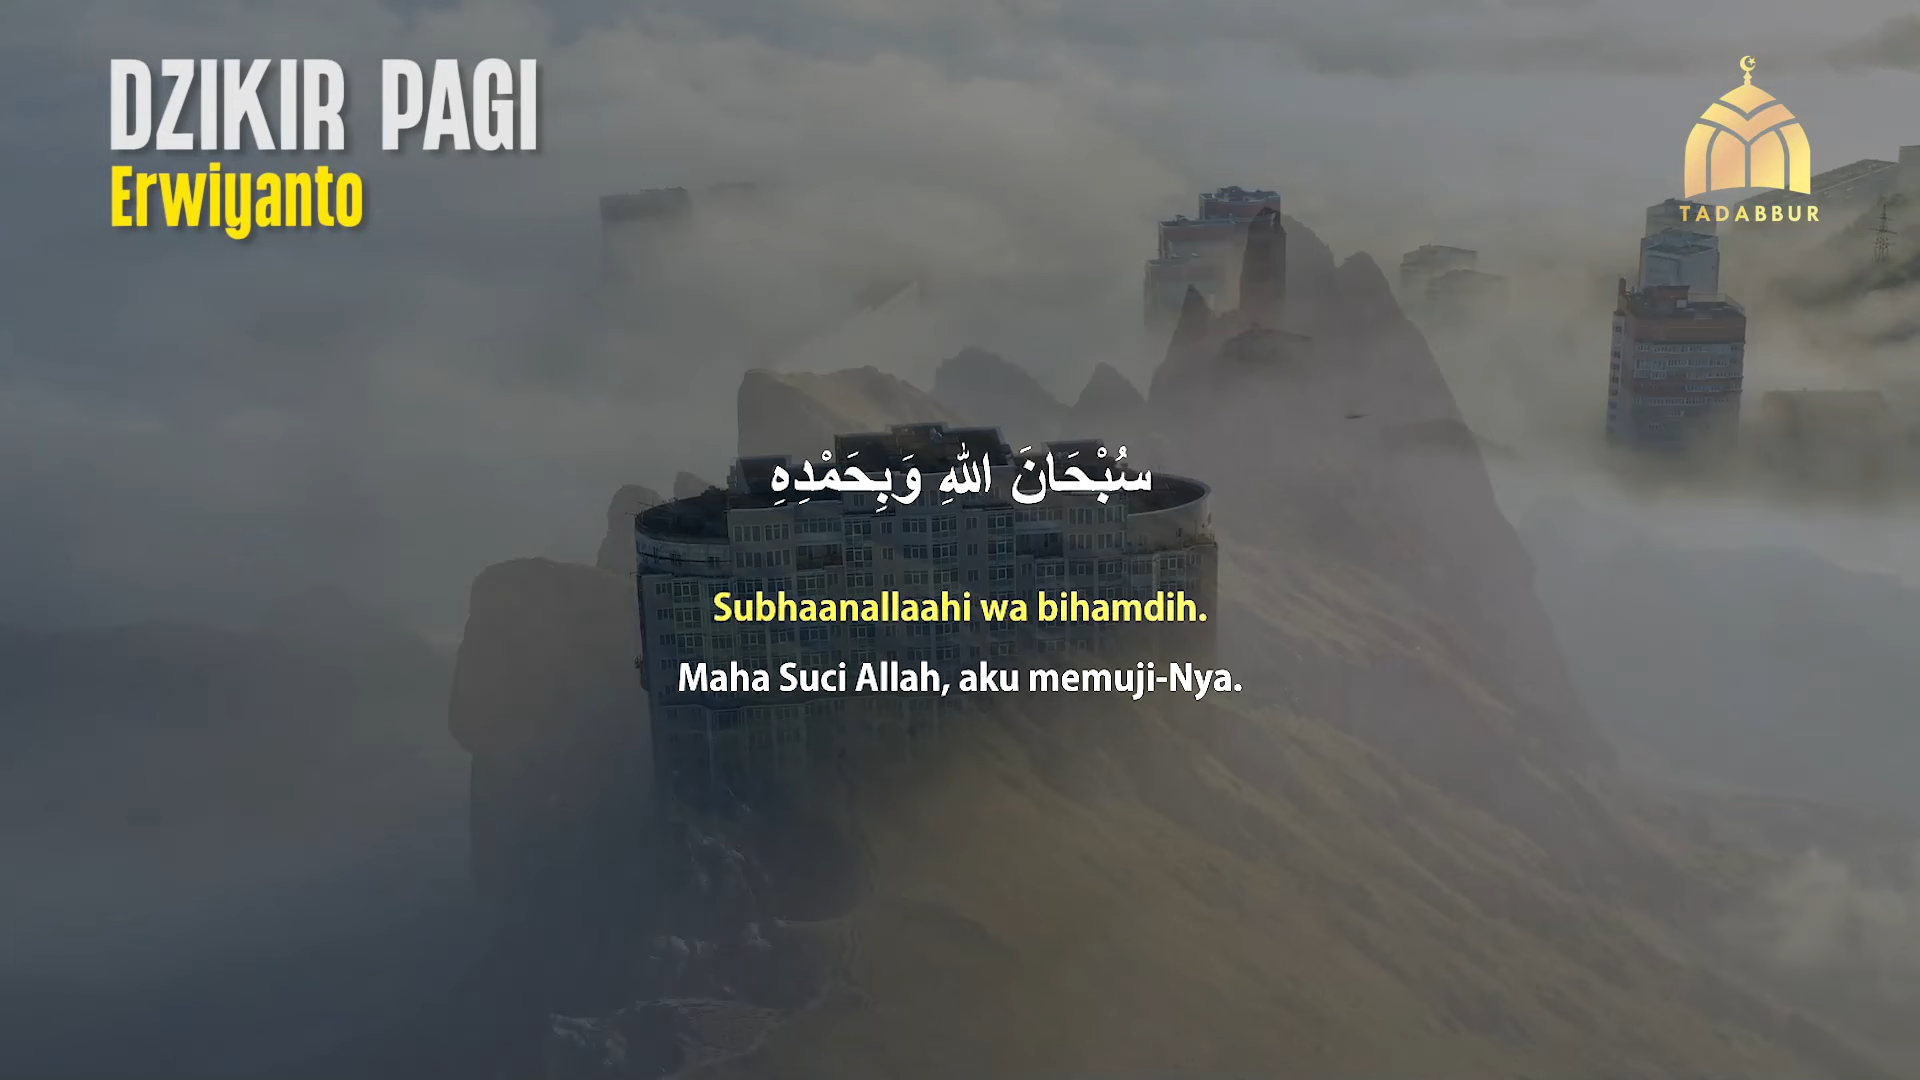 DZIKIR PAGI
Erwiyanto
TADABBUR
سُبْحَانَ اللهِ وَبِحَمْدِهِ
Subhaanallaahi wa bihamdih.
Maha Suci Allah, aku memuji-Nya.